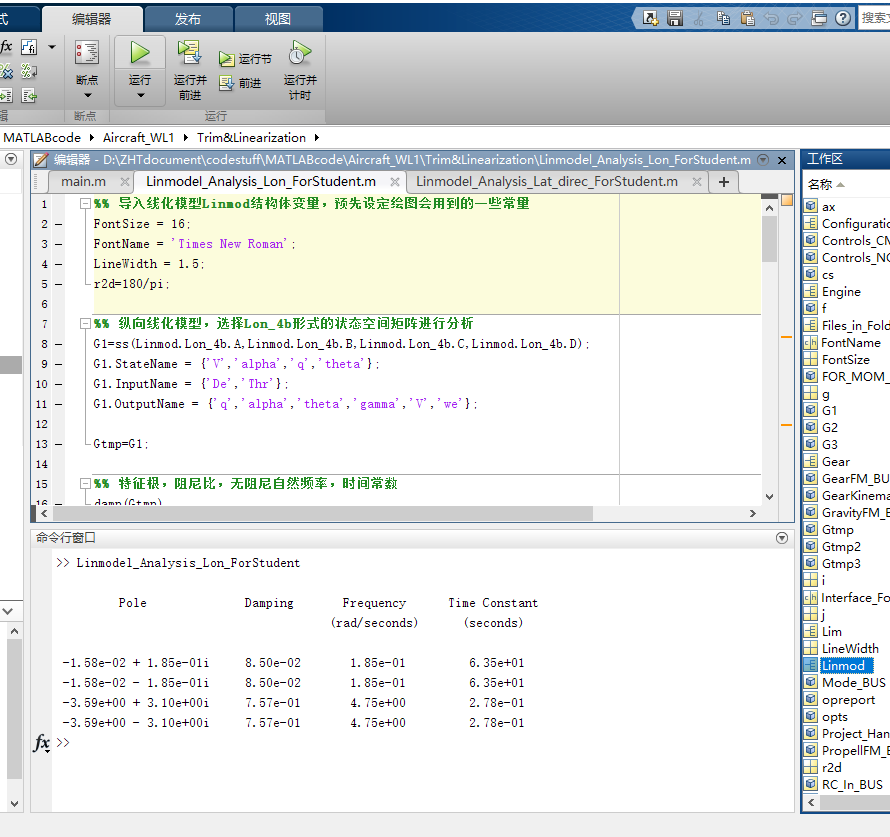 式
编辑器
发布
视图
搜索
fx
fi
断点
运行
运行并
前进
运行节
前进
运行并
计时
辑
断点
运行
MATLABcode ▸ Aircraft_WL1 ▸ Trim&Linearization ▸
编辑器 - D:\ZHTdocument\codestuff\MATLABcode\Aircraft_WL1\Trim&Linearization\Linmodel_Analysis_Lon_ForStudent.m
main.m
Linmodel_Analysis_Lon_ForStudent.m
Linmodel_Analysis_Lat_direc_ForStudent.m
1 %% 导入线化模型Linmod结构体变量，预先设定绘图会用到的一些常量
2 – FontSize = 16;
3 – FontName = 'Times New Roman';
4 – LineWidth = 1.5;
5 – r2d=180/pi;
6
7 %% 纵向线化模型，选择Lon_4b形式的状态空间矩阵进行分析
8 – G1=ss(Linmod.Lon_4b.A,Linmod.Lon_4b.B,Linmod.Lon_4b.C,Linmod.Lon_4b.D);
9 – G1.StateName = {'V','alpha','q','theta'};
10 – G1.InputName = {'De','Thr'};
11 – G1.OutputName = {'q','alpha','theta','gamma','V','we'};
12
13 – Gtmp=G1;
14
15 %% 特征根，阻尼比，无阻尼自然频率，时间常数
16 – damp(Gtmp)
命令行窗口
>> Linmodel_Analysis_Lon_ForStudent
Pole Damping Frequency Time Constant
(rad/seconds) (seconds)
-1.58e-02 + 1.85e-01i 8.50e-02 1.85e-01 6.35e+01
-1.58e-02 - 1.85e-01i 8.50e-02 1.85e-01 6.35e+01
-3.59e+00 + 3.10e+00i 7.57e-01 4.75e+00 2.78e-01
-3.59e+00 - 3.10e+00i 7.57e-01 4.75e+00 2.78e-01
fx >>
工作区
名称
ax
Configuratio
Controls_CM
Controls_NC
cs
Engine
f
Files_in_Fold
FontName
FontSize
FOR_MOM_
g
G1
G2
G3
Gear
GearFM_BU
GearKinema
GravityFM_B
Gtmp
Gtmp2
Gtmp3
i
Interface_Fo
j
Lim
LineWidth
Linmod
Mode_BUS
opreport
opts
Project_Han
PropellFM_B
r2d
RC_In_BUS